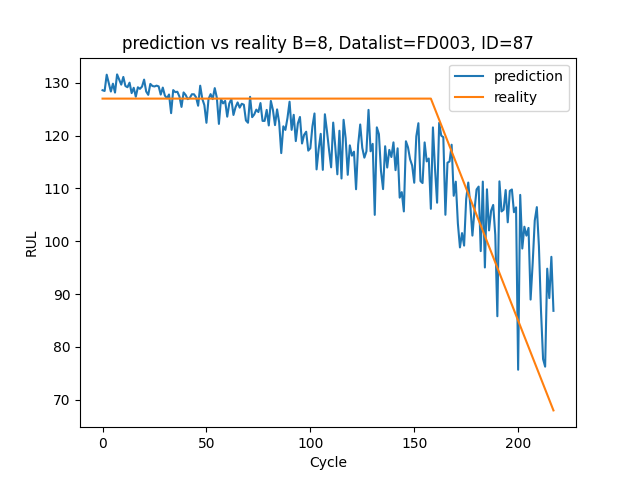 prediction vs reality B=8, Datalist=FD003, ID=87
prediction
reality
RUL
130
120
110
100
90
80
70
0
50
100
150
200
Cycle